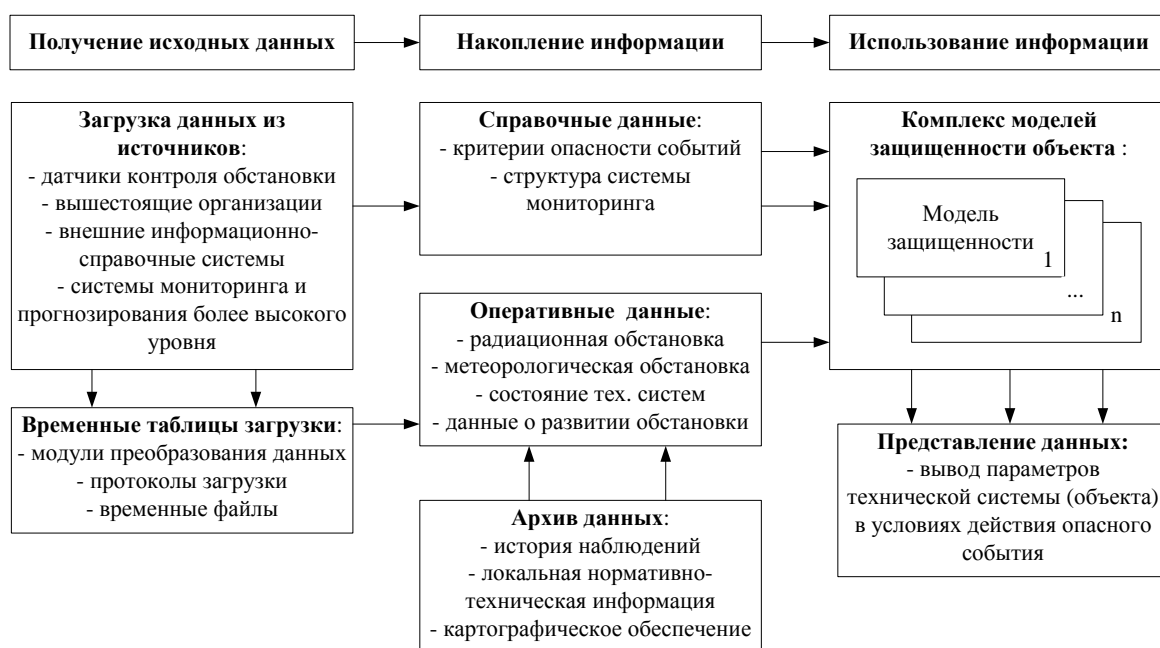 Получение исходных данных
Накопление информации
Использование информации
Загрузка данных из
источников:
- датчики контроля обстановки
- вышестоящие организации
- внешние информационно-
справочные системы
- системы мониторинга и
прогнозирования более высокого
уровня
Временные таблицы загрузки:
- модули преобразования данных
- протоколы загрузки
- временные файлы
Справочные данные:
- критерии опасности событий
- структура системы
мониторинга
Оперативные данные:
- радиационная обстановка
- метеорологическая обстановка
- состояние тех. систем
- данные о развитии обстановки
Архив данных:
- история наблюдений
- локальная нормативно-
техническая информация
- картографическое обеспечение
Комплекс моделей
защищенности объекта :
Модель
защищенности
1
...
n
Представление данных:
- вывод параметров
технической системы (объекта)
в условиях действия опасного
события